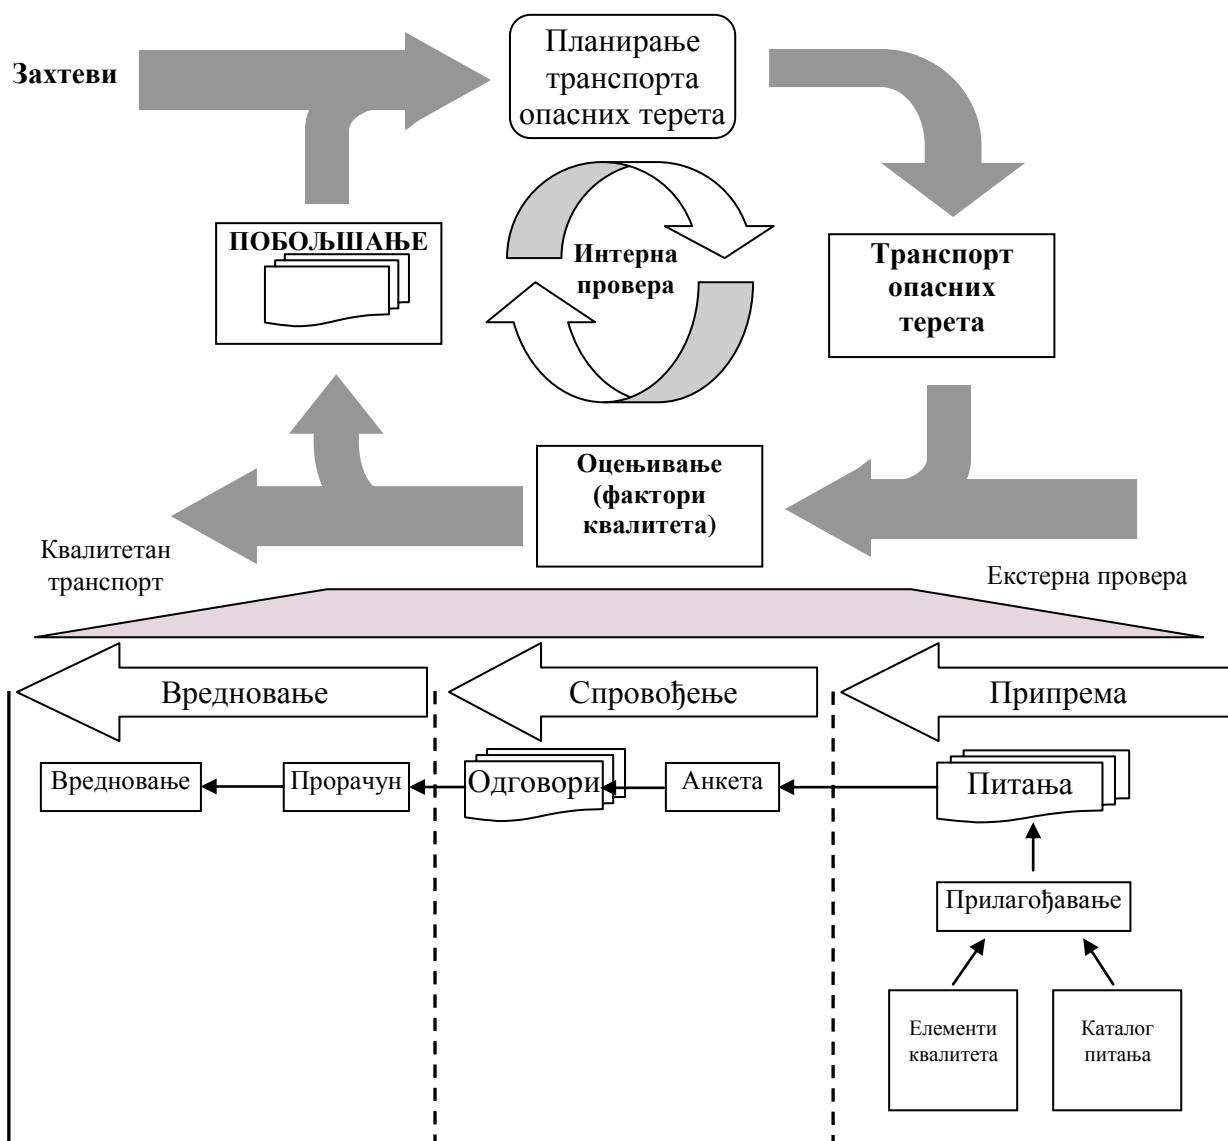 Захтеви
Планирање
транспорта
опасних терета
ПОБОЉШАЊЕ
Интерна
провера
Транспорт
опасних
терета
Оцењивање
(фактори
квалитета)
Квалитетан
транспорт
Екстерна провера
Вредновање
Спровођење
Припрема
Вредновање
Прорачун
Одговори
Анкета
Питања
Прилагођавање
Елементи
квалитета
Каталог
питања